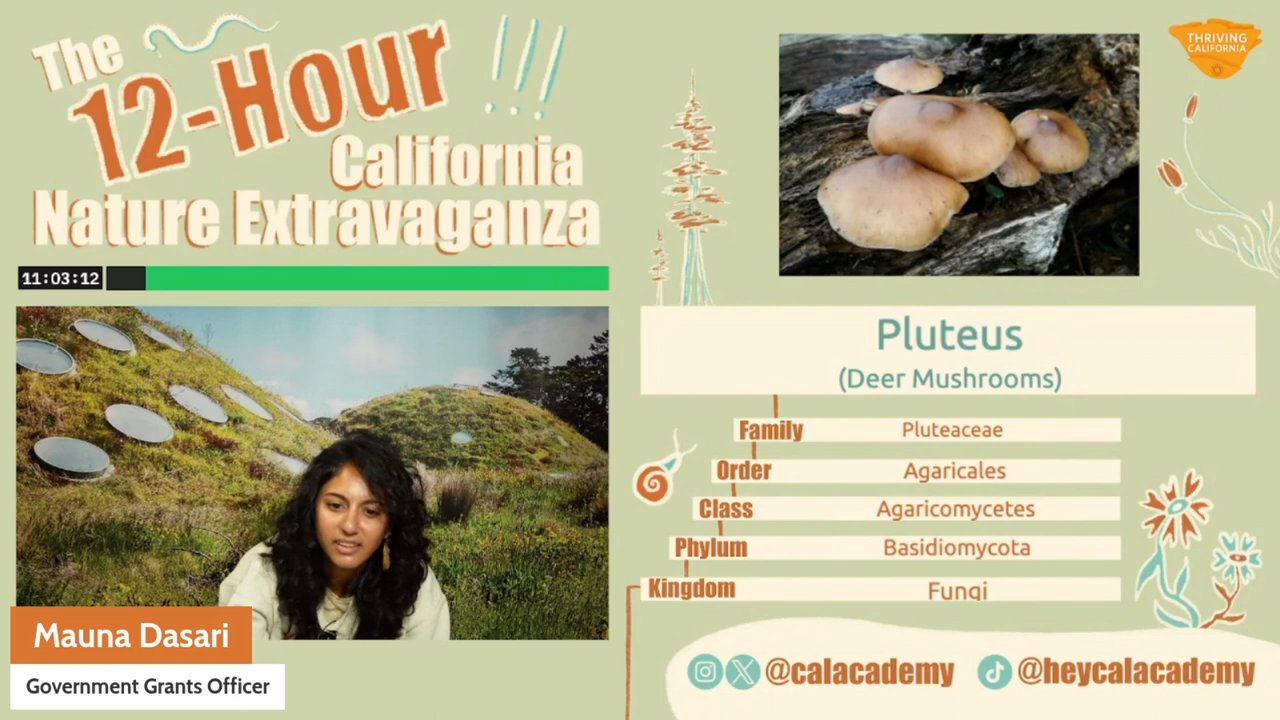 The
12-Hour !!!
California
Nature Extravaganza
11:03:12
Mauna Dasari
Government Grants Officer
THRIVING
CALIFORNIA
Pluteus
(Deer Mushrooms)
Family Pluteaceae
Order Agaricales
Class Agaricomycetes
Phylum Basidiomycota
Kingdom Fungi
@calacademy @heycalacademy